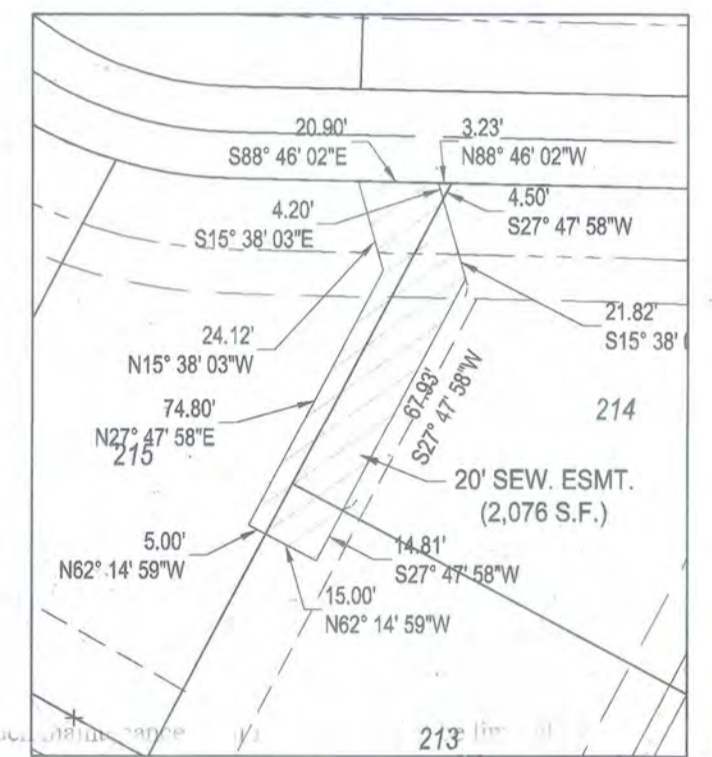 20.90'
S88° 46' 02"E
3.23'
N88° 46' 02"W
4.20'
S15° 38' 03"E
4.50'
S27° 47' 58"W
21.82'
S15° 38'
24.12'
N15° 38' 03"W
74.80'
N27° 47' 58"E
215
67.93'
S27° 47' 58"W
214
20' SEW. ESMT.
(2,076 S.F.)
5.00'
N62° 14' 59"W
14.81'
S27° 47' 58"W
15.00'
N62° 14' 59"W
213